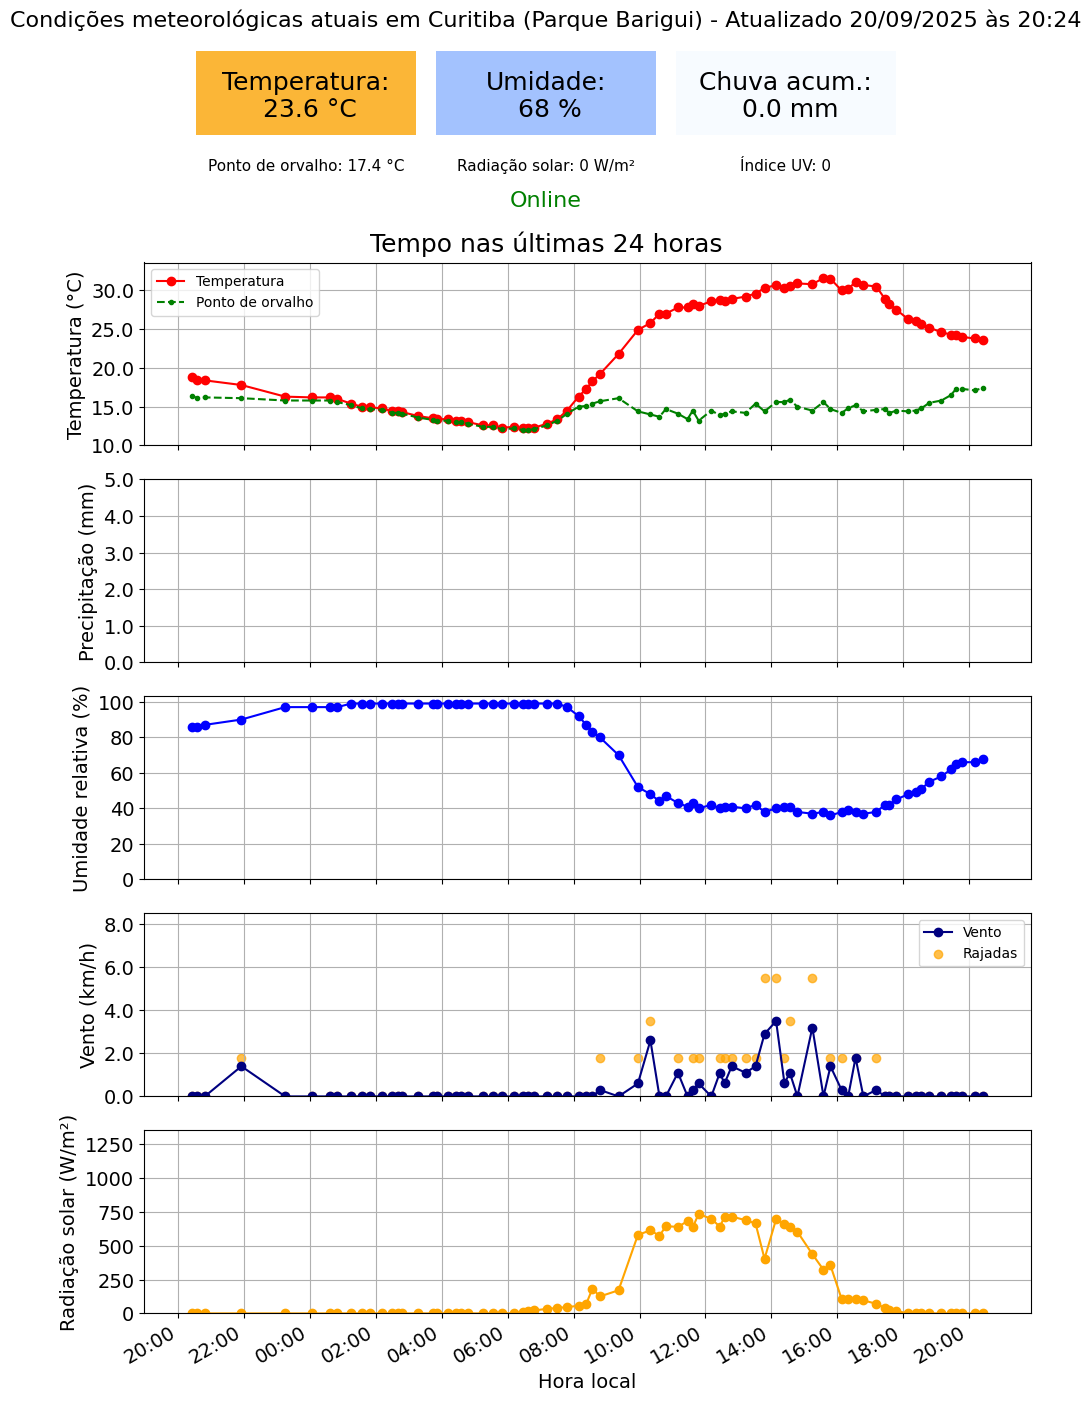 Condições meteorológicas atuais em Curitiba (Parque Barigui) - Atualizado 20/09/2025 às 20:24
Temperatura:
23.6 °C
Umidade:
68 %
Chuva acum.:
0.0 mm
Ponto de orvalho: 17.4 °C
Radiação solar: 0 W/m²
Índice UV: 0
Online
Tempo nas últimas 24 horas
Temperatura (°C)
30.0
25.0
20.0
15.0
10.0
Temperatura
Ponto de orvalho
Precipitação (mm)
5.0
4.0
3.0
2.0
1.0
0.0
Umidade relativa (%)
100
80
60
40
20
0
Vento (km/h)
8.0
6.0
4.0
2.0
0.0
Vento
Rajadas
Radiação solar (W/m²)
1250
1000
750
500
250
0
20:00
22:00
00:00
02:00
04:00
06:00
08:00
10:00
12:00
14:00
16:00
18:00
20:00
Hora local